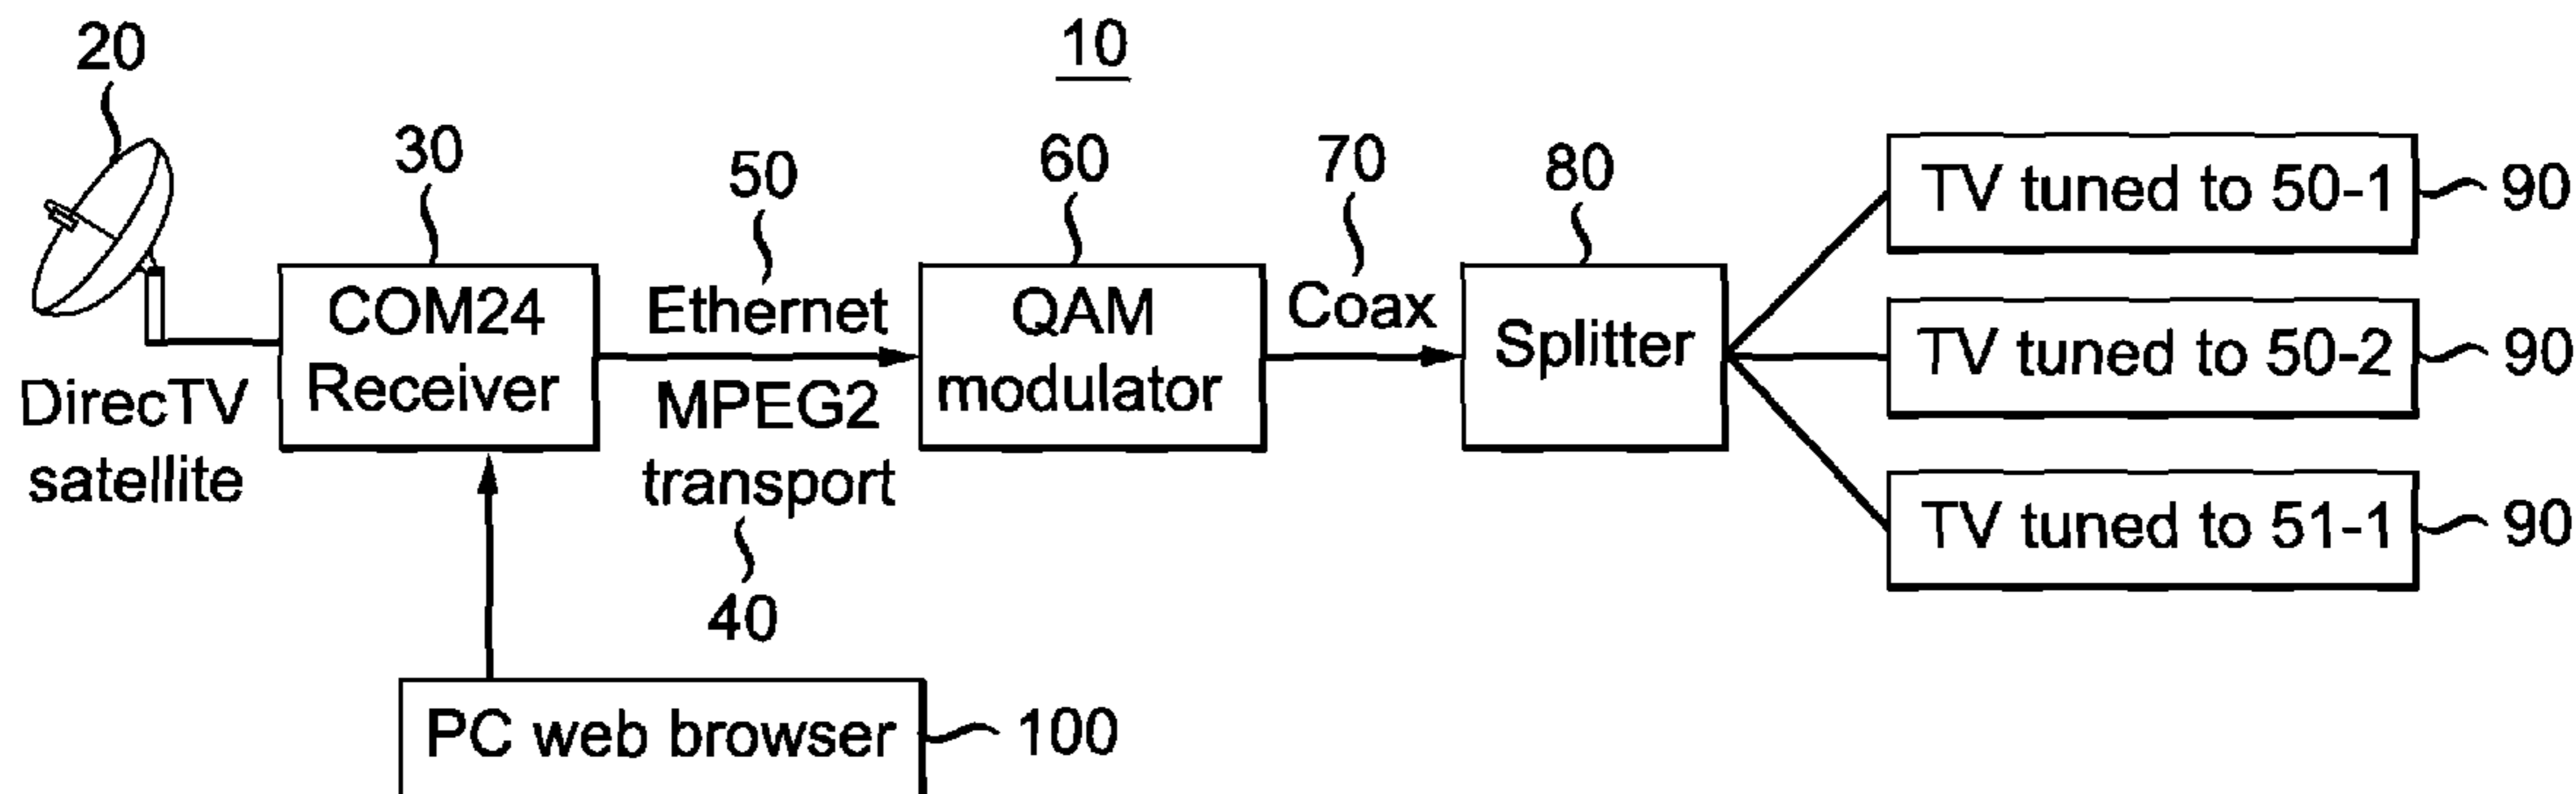 10
20
DirecTV
satellite
30
COM24
Receiver
50
Ethernet
MPEG2
transport
40
60
QAM
modulator
70
Coax
80
Splitter
TV tuned to 50-1
90
TV tuned to 50-2
90
TV tuned to 51-1
90
PC web browser
100